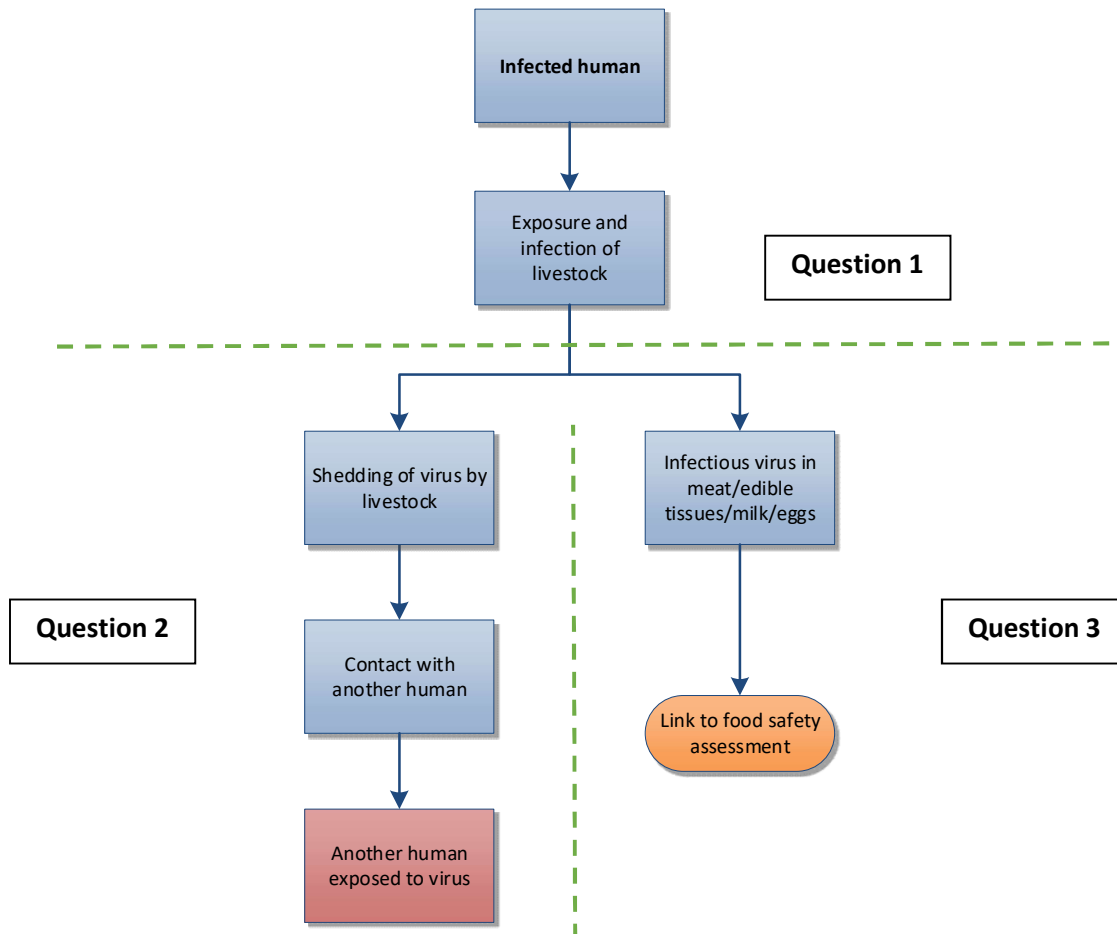 Infected human
Exposure and
infection of
livestock
Question 1
Shedding of virus by
livestock
Infectious virus in
meat/edible
tissues/milk/eggs
Question 2
Contact with
another human
Question 3
Link to food safety
assessment
Another human
exposed to virus